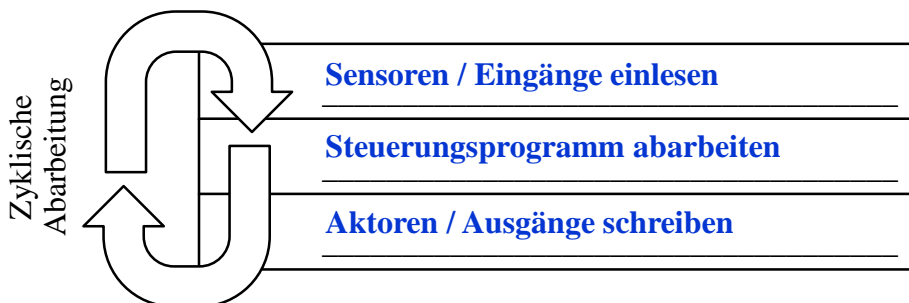 Zyklische
Abarbeitung
Sensoren / Eingänge einlesen
Steuerungsprogramm abarbeiten
Aktoren / Ausgänge schreiben